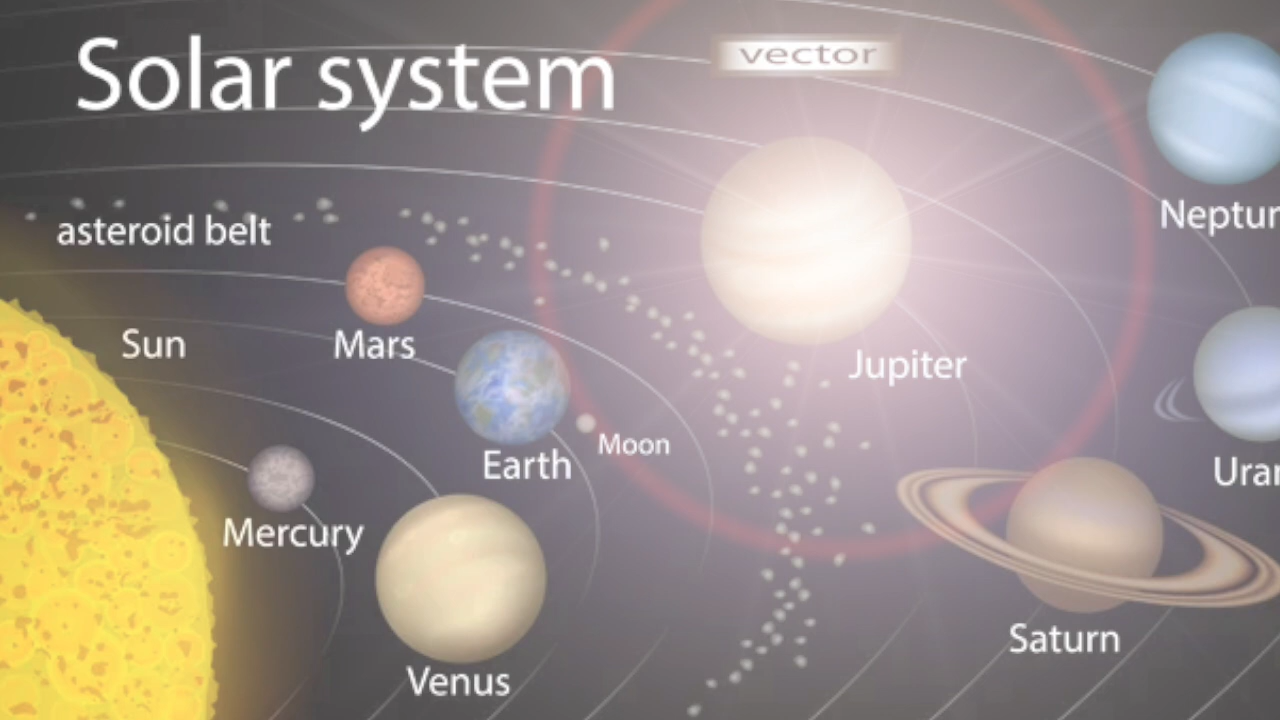 Solar system
vector
Neptun
asteroid belt
Sun
Mars
Jupiter
Moon
Earth
Uran
Mercury
Saturn
Venus